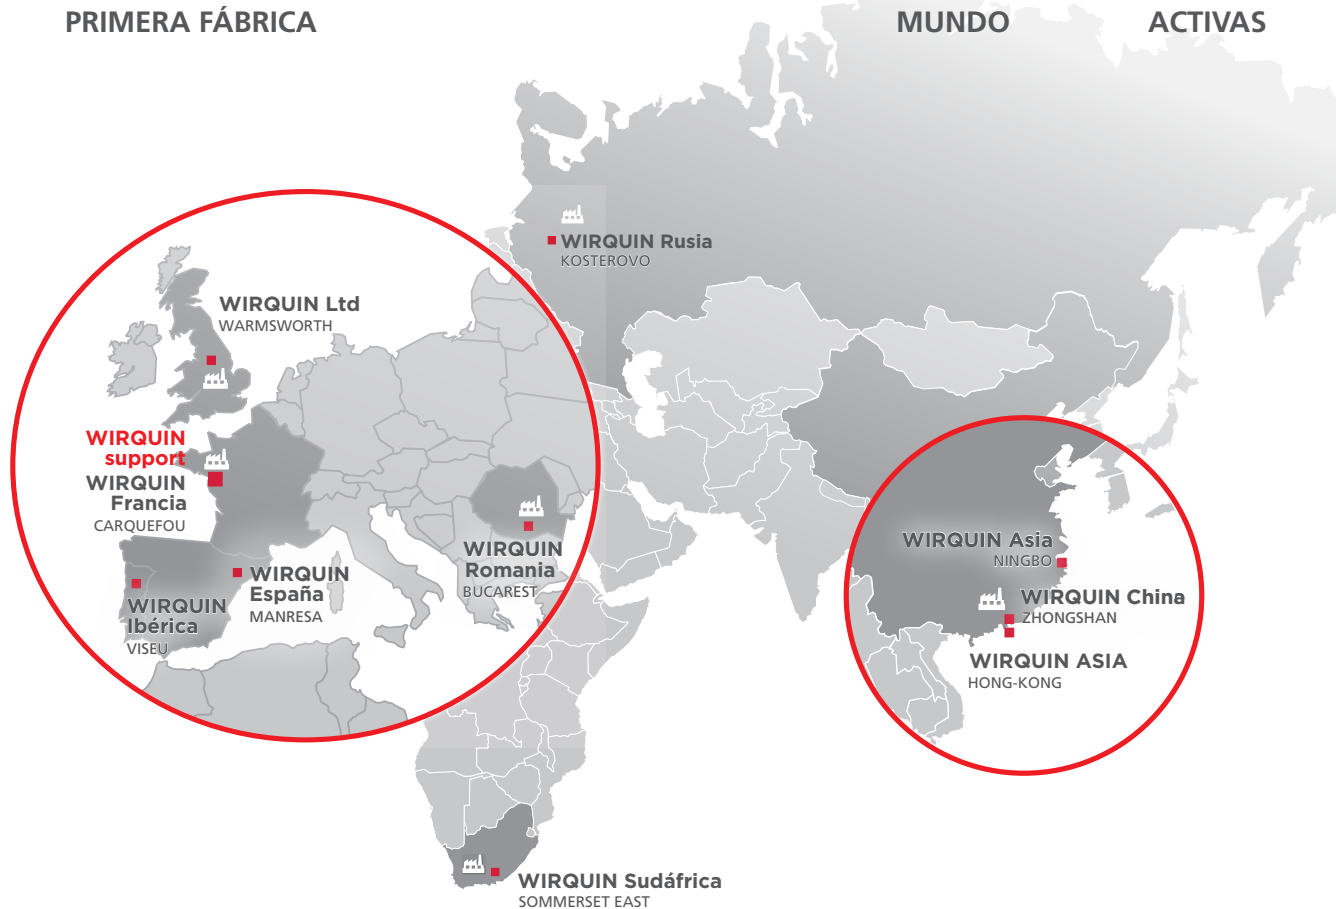 PRIMERA FÁBRICA
MUNDO
ACTIVAS
WIRQUIN Rusia
KOSTEROVO
WIRQUIN Ltd
WARMSWORTH
WIRQUIN
support
WIRQUIN
Francia
CARQUEFOU
WIRQUIN
Ibérica
VISEU
WIRQUIN
España
MANRESA
WIRQUIN
Romania
BUCAREST
WIRQUIN Asia
NINGBO
WIRQUIN China
ZHONGSHAN
WIRQUIN ASIA
HONG-KONG
WIRQUIN Sudáfrica
SOMMERSET EAST